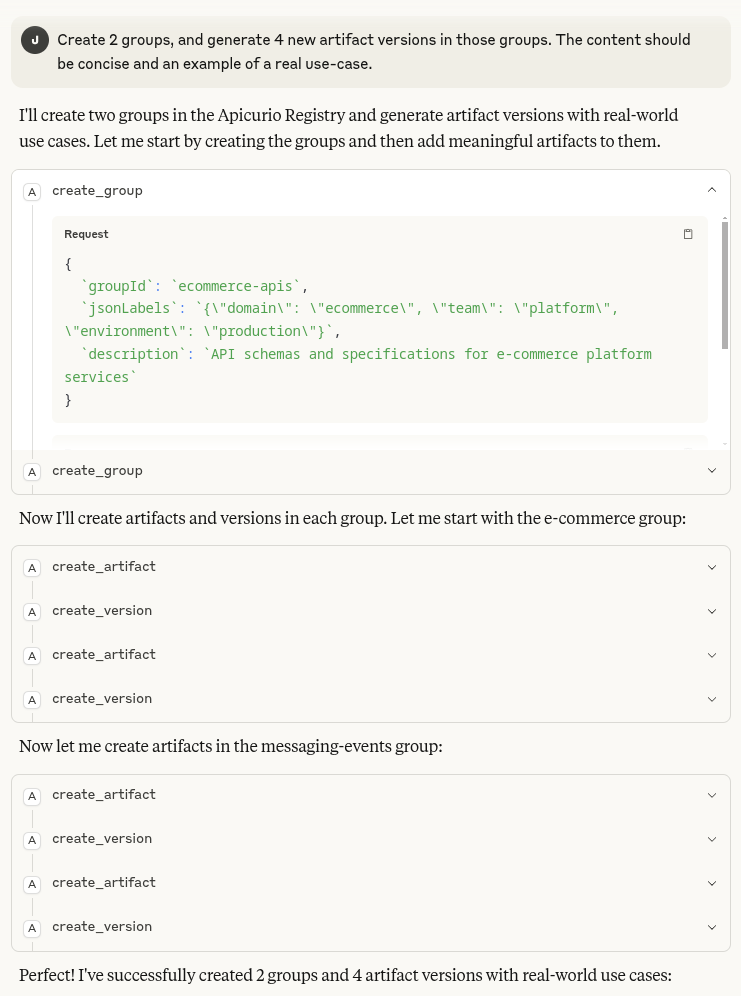 J
Create 2 groups, and generate 4 new artifact versions in those groups. The content should
be concise and an example of a real use-case.
I'll create two groups in the Apicurio Registry and generate artifact versions with real-world
use cases. Let me start by creating the groups and then add meaningful artifacts to them.
A create_group
Request
{
  `groupId`: `ecommerce-apis`,
  `jsonLabels`: `{\"domain\": \"ecommerce\", \"team\": \"platform\",
\"environment\": \"production\"}`,
  `description`: `API schemas and specifications for e-commerce platform
services`
}
A create_group
Now I'll create artifacts and versions in each group. Let me start with the e-commerce group:
A create_artifact
A create_version
A create_artifact
A create_version
Now let me create artifacts in the messaging-events group:
A create_artifact
A create_version
A create_artifact
A create_version
Perfect! I've successfully created 2 groups and 4 artifact versions with real-world use cases: